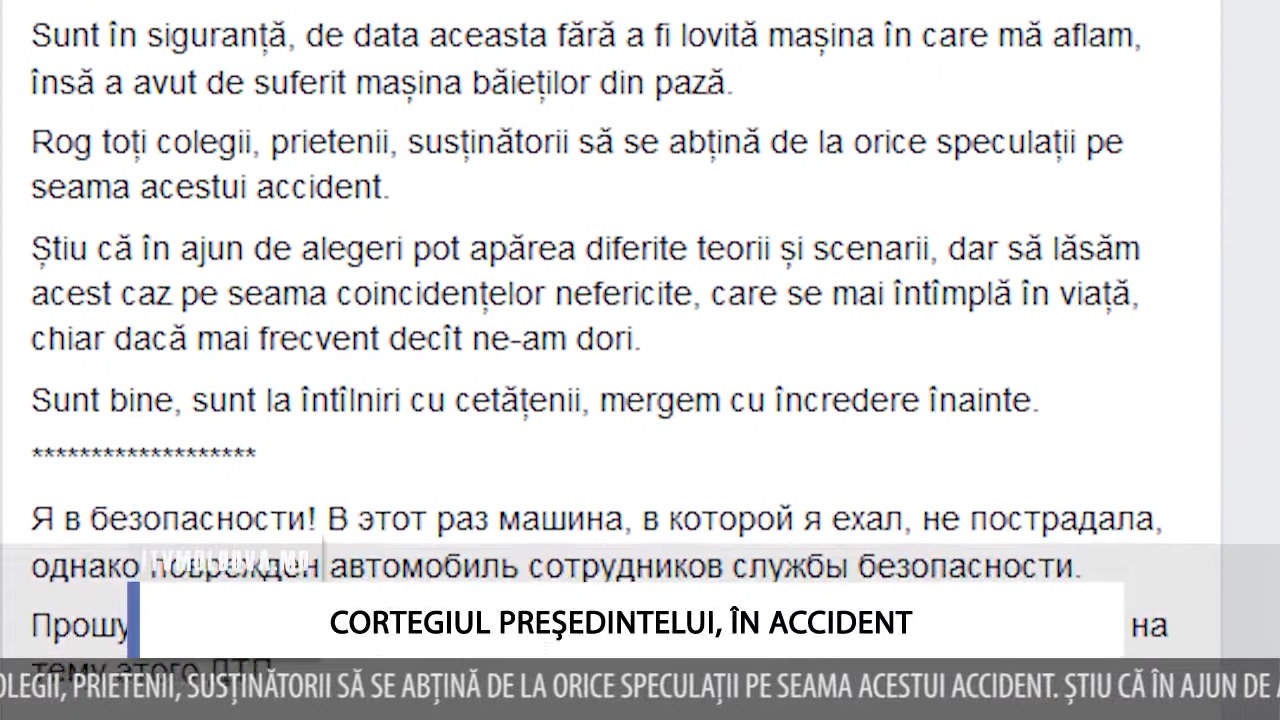 Sunt în siguranță, de data aceasta fără a fi lovită mașina în care mă aflam,
însă a avut de suferit mașina băieților din pază.
Rog toți colegii, prietenii, susținătorii să se abțină de la orice speculații pe
seama acestui accident.
Știu că în ajun de alegeri pot apărea diferite teorii și scenarii, dar să lăsăm
acest caz pe seama coincidențelor nefericite, care se mai întîmplă în viață,
chiar dacă mai frecvent decît ne-am dori.
Sunt bine, sunt la întîlniri cu cetățenii, mergem cu încredere înainte.
*******************
Я в безопасности! В этот раз машина, в которой я ехал, не пострадала,
однако поврежден автомобиль сотрудников службы безопасности.
Прошу на
CORTEGIUL PREŞEDINTELUI, ÎN ACCIDENT
тему этого ДТП
OLEGII, PRIETENII, SUSȚINĂTORII SĂ SE ABȚINĂ DE LA ORICE SPECULAȚII PE SEAMA ACESTUI ACCIDENT. ȘTIU CĂ ÎN AJUN DE